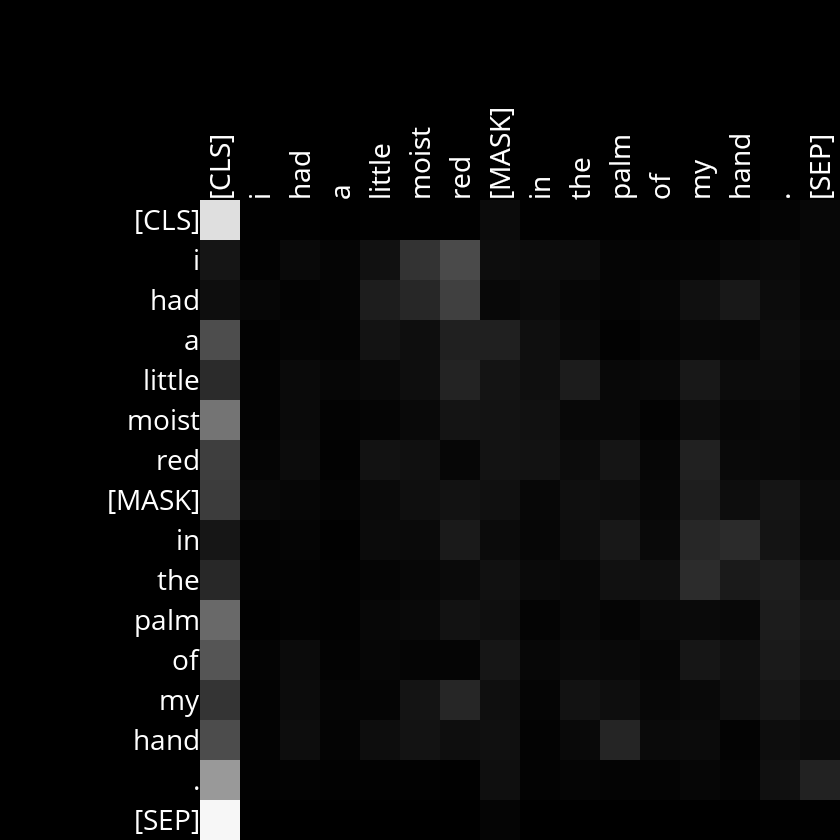 [CLS] i had a little moist red [MASK] in the palm of my hand . [SEP]
[CLS]
i
had
a
little
moist
red
[MASK]
in
the
palm
of
my
hand
.
[SEP]